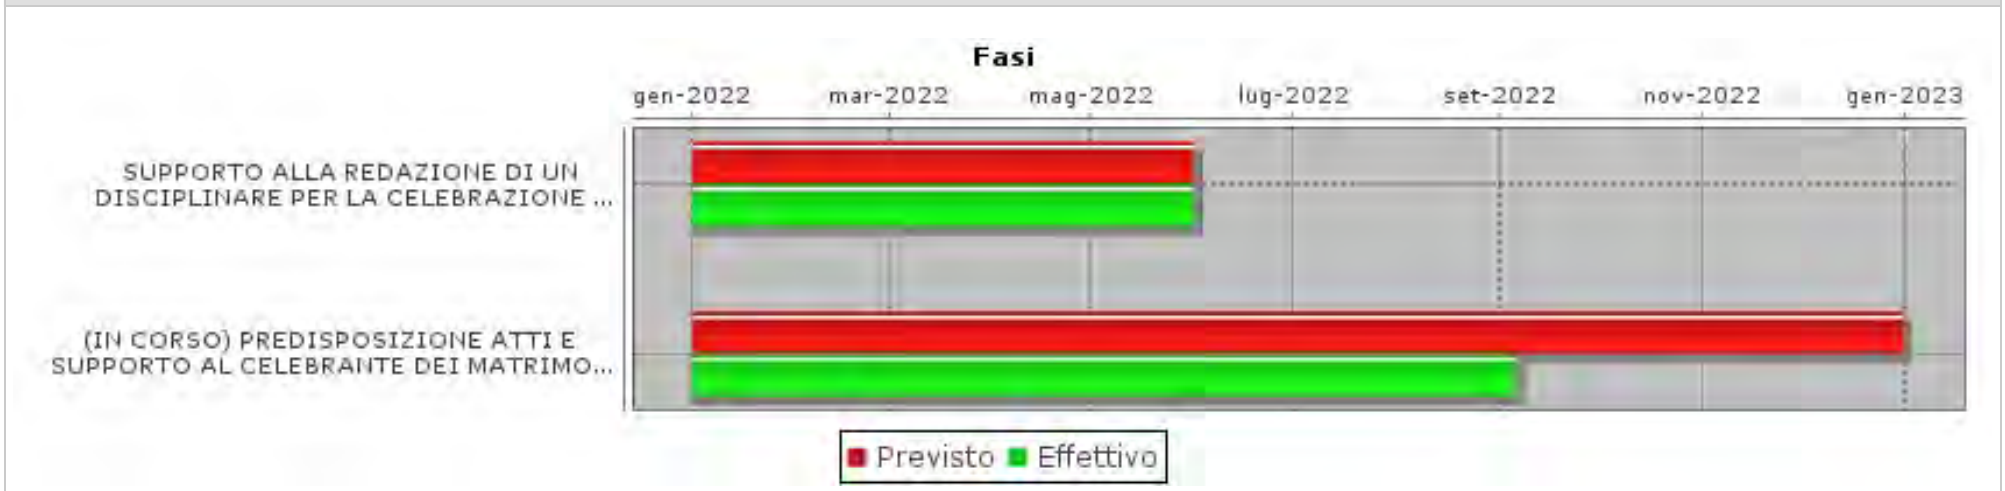 Fasi
gen-2022 mar-2022 mag-2022 lug-2022 set-2022 nov-2022 gen-2023
SUPPORTO ALLA REDAZIONE DI UN
DISCIPLINARE PER LA CELEBRAZIONE ...
(IN CORSO) PREDISPOSIZIONE ATTI E
SUPPORTO AL CELEBRANTE DEI MATRIMO...
Previsto Effettivo